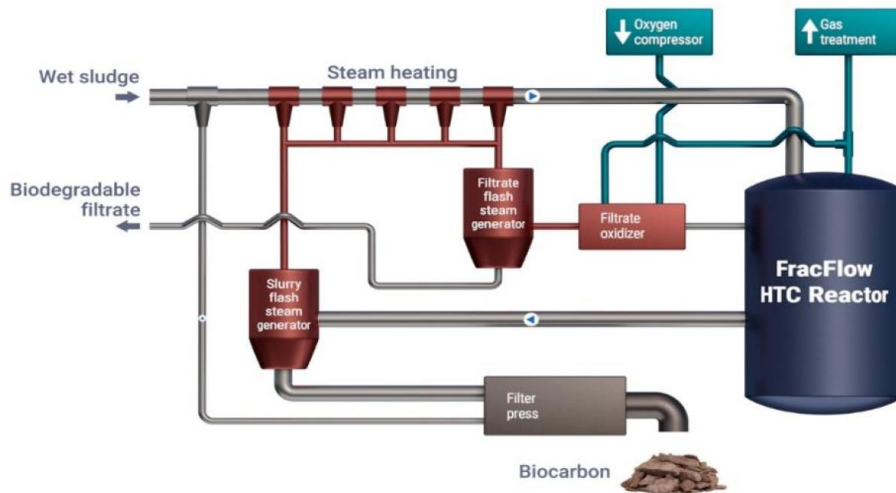 Oxygen
compressor
Gas
treatment
Wet sludge
Steam heating
Biodegradable
filtrate
Filtrate
flash
steam
generator
Filtrate
oxidizer
FracFlow
HTC Reactor
Slurry
flash
steam
generator
Filter
press
Biocarbon